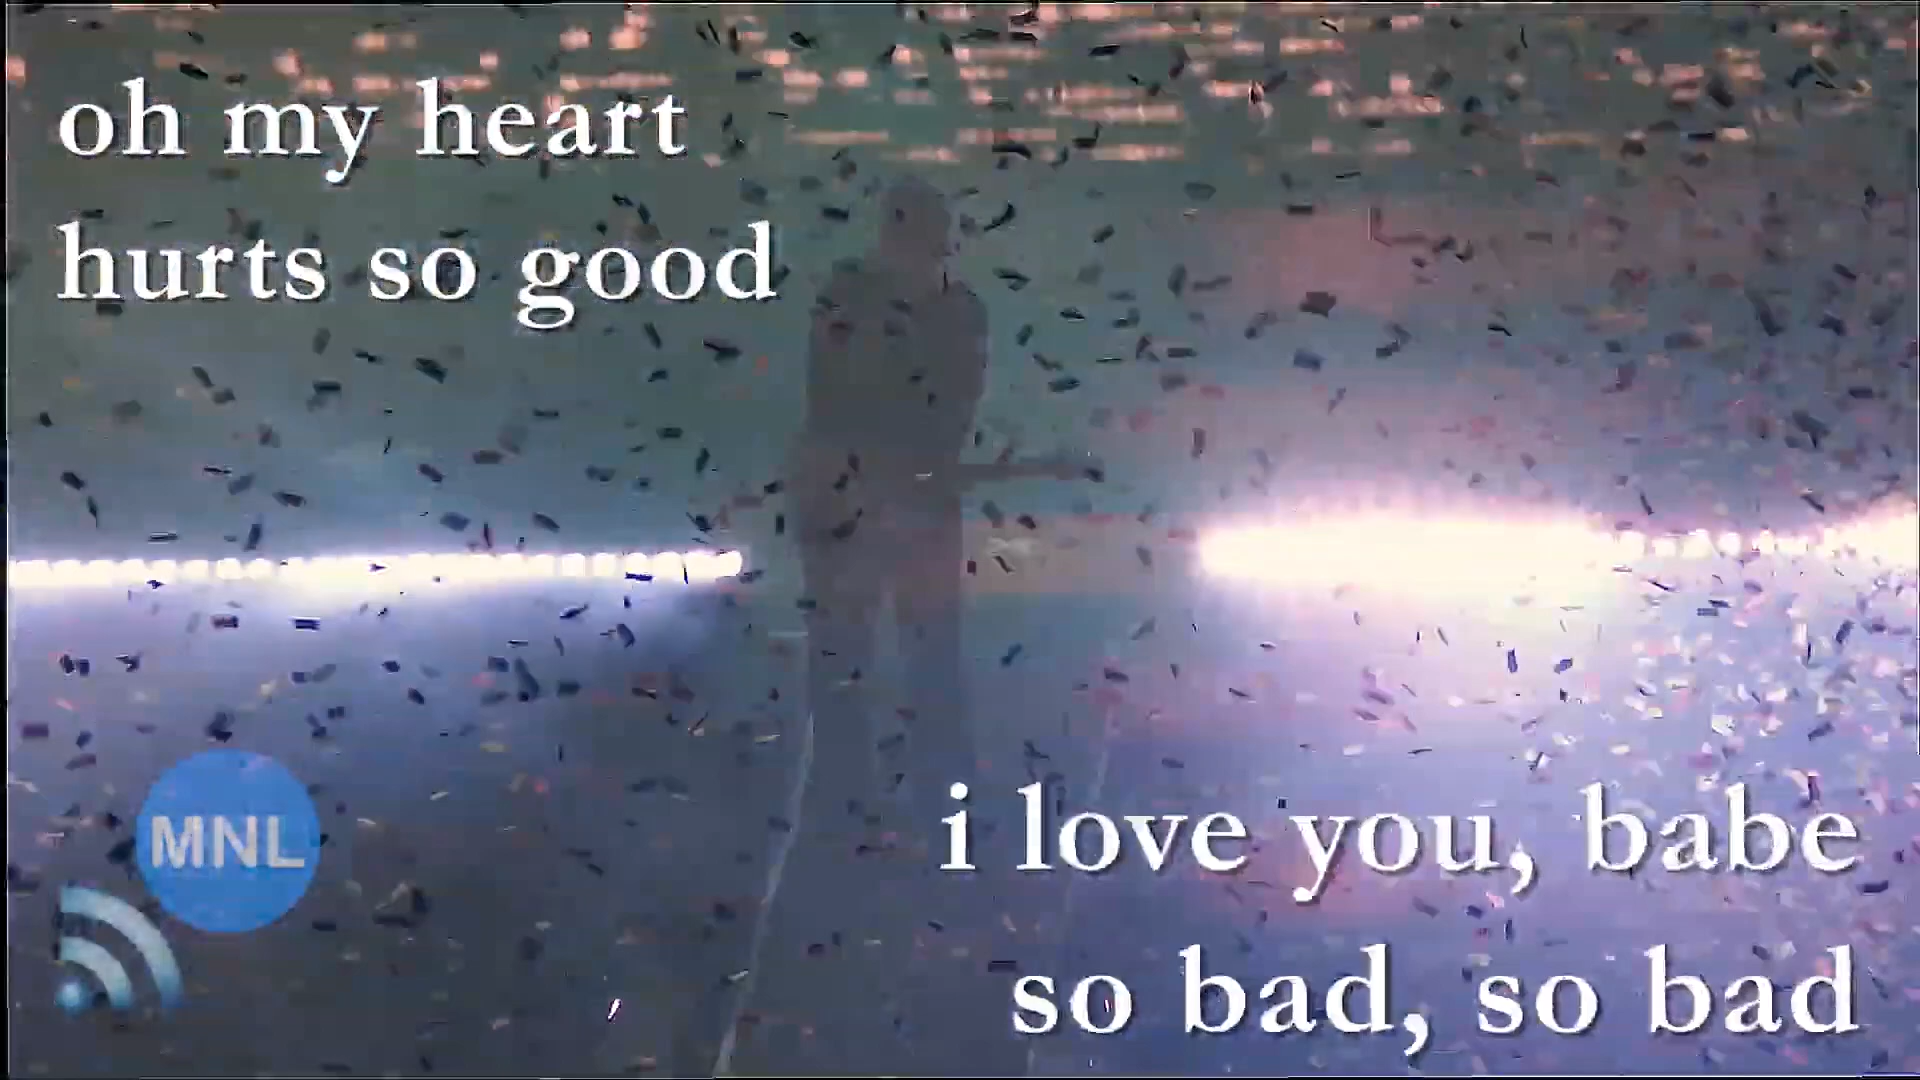 oh my heart
hurts so good
MNL
i love you, babe
so bad, so bad